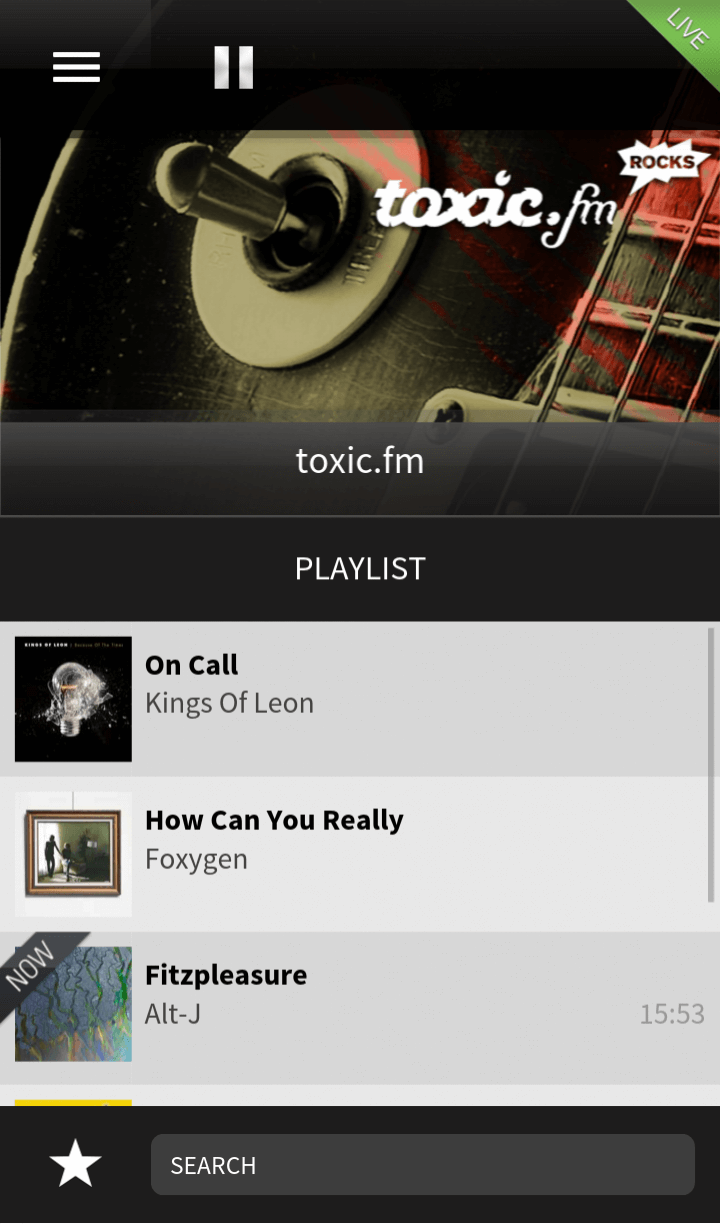 LIVE
ROCKS
toxic.fm
toxic.fm
PLAYLIST
KINGS OF LEON | Because Of The Times
On Call
Kings Of Leon
How Can You Really
Foxygen
NOW
Fitzpleasure
Alt-J
15:53
SEARCH